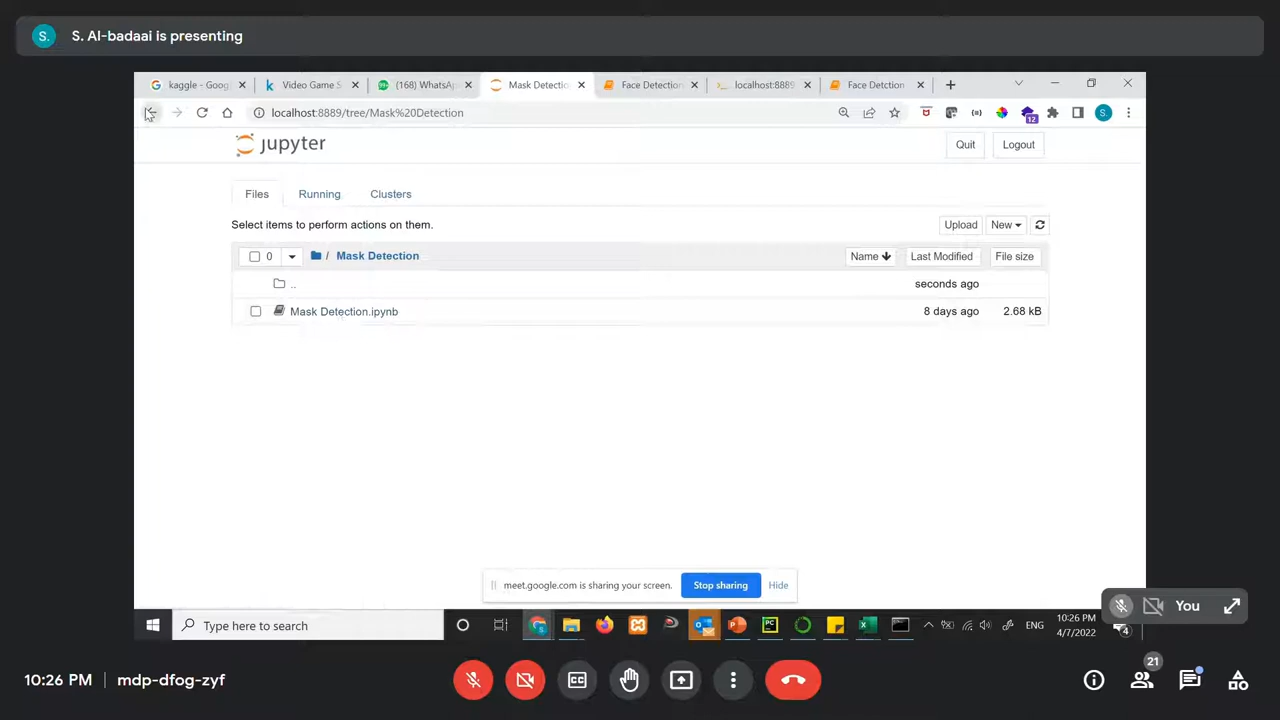 S. S. Al-badaai is presenting
kaggle - Goog
Video Game S
(168) WhatsAp
Mask Detectio
Face Detection
localhost:8889
Face Detction
localhost:8889/tree/Mask%20Detection
12
S
jupyter
Quit
Logout
Files
Running
Clusters
Select items to perform actions on them.
Upload
New
0
/ Mask Detection
Name
Last Modified
File size
..
seconds ago
Mask Detection.ipynb
8 days ago
2.68 kB
meet.google.com is sharing your screen.
Stop sharing
Hide
You
Type here to search
ENG
10:26 PM
4/7/2022
4
10:26 PM
mdp-dfog-zyf
21